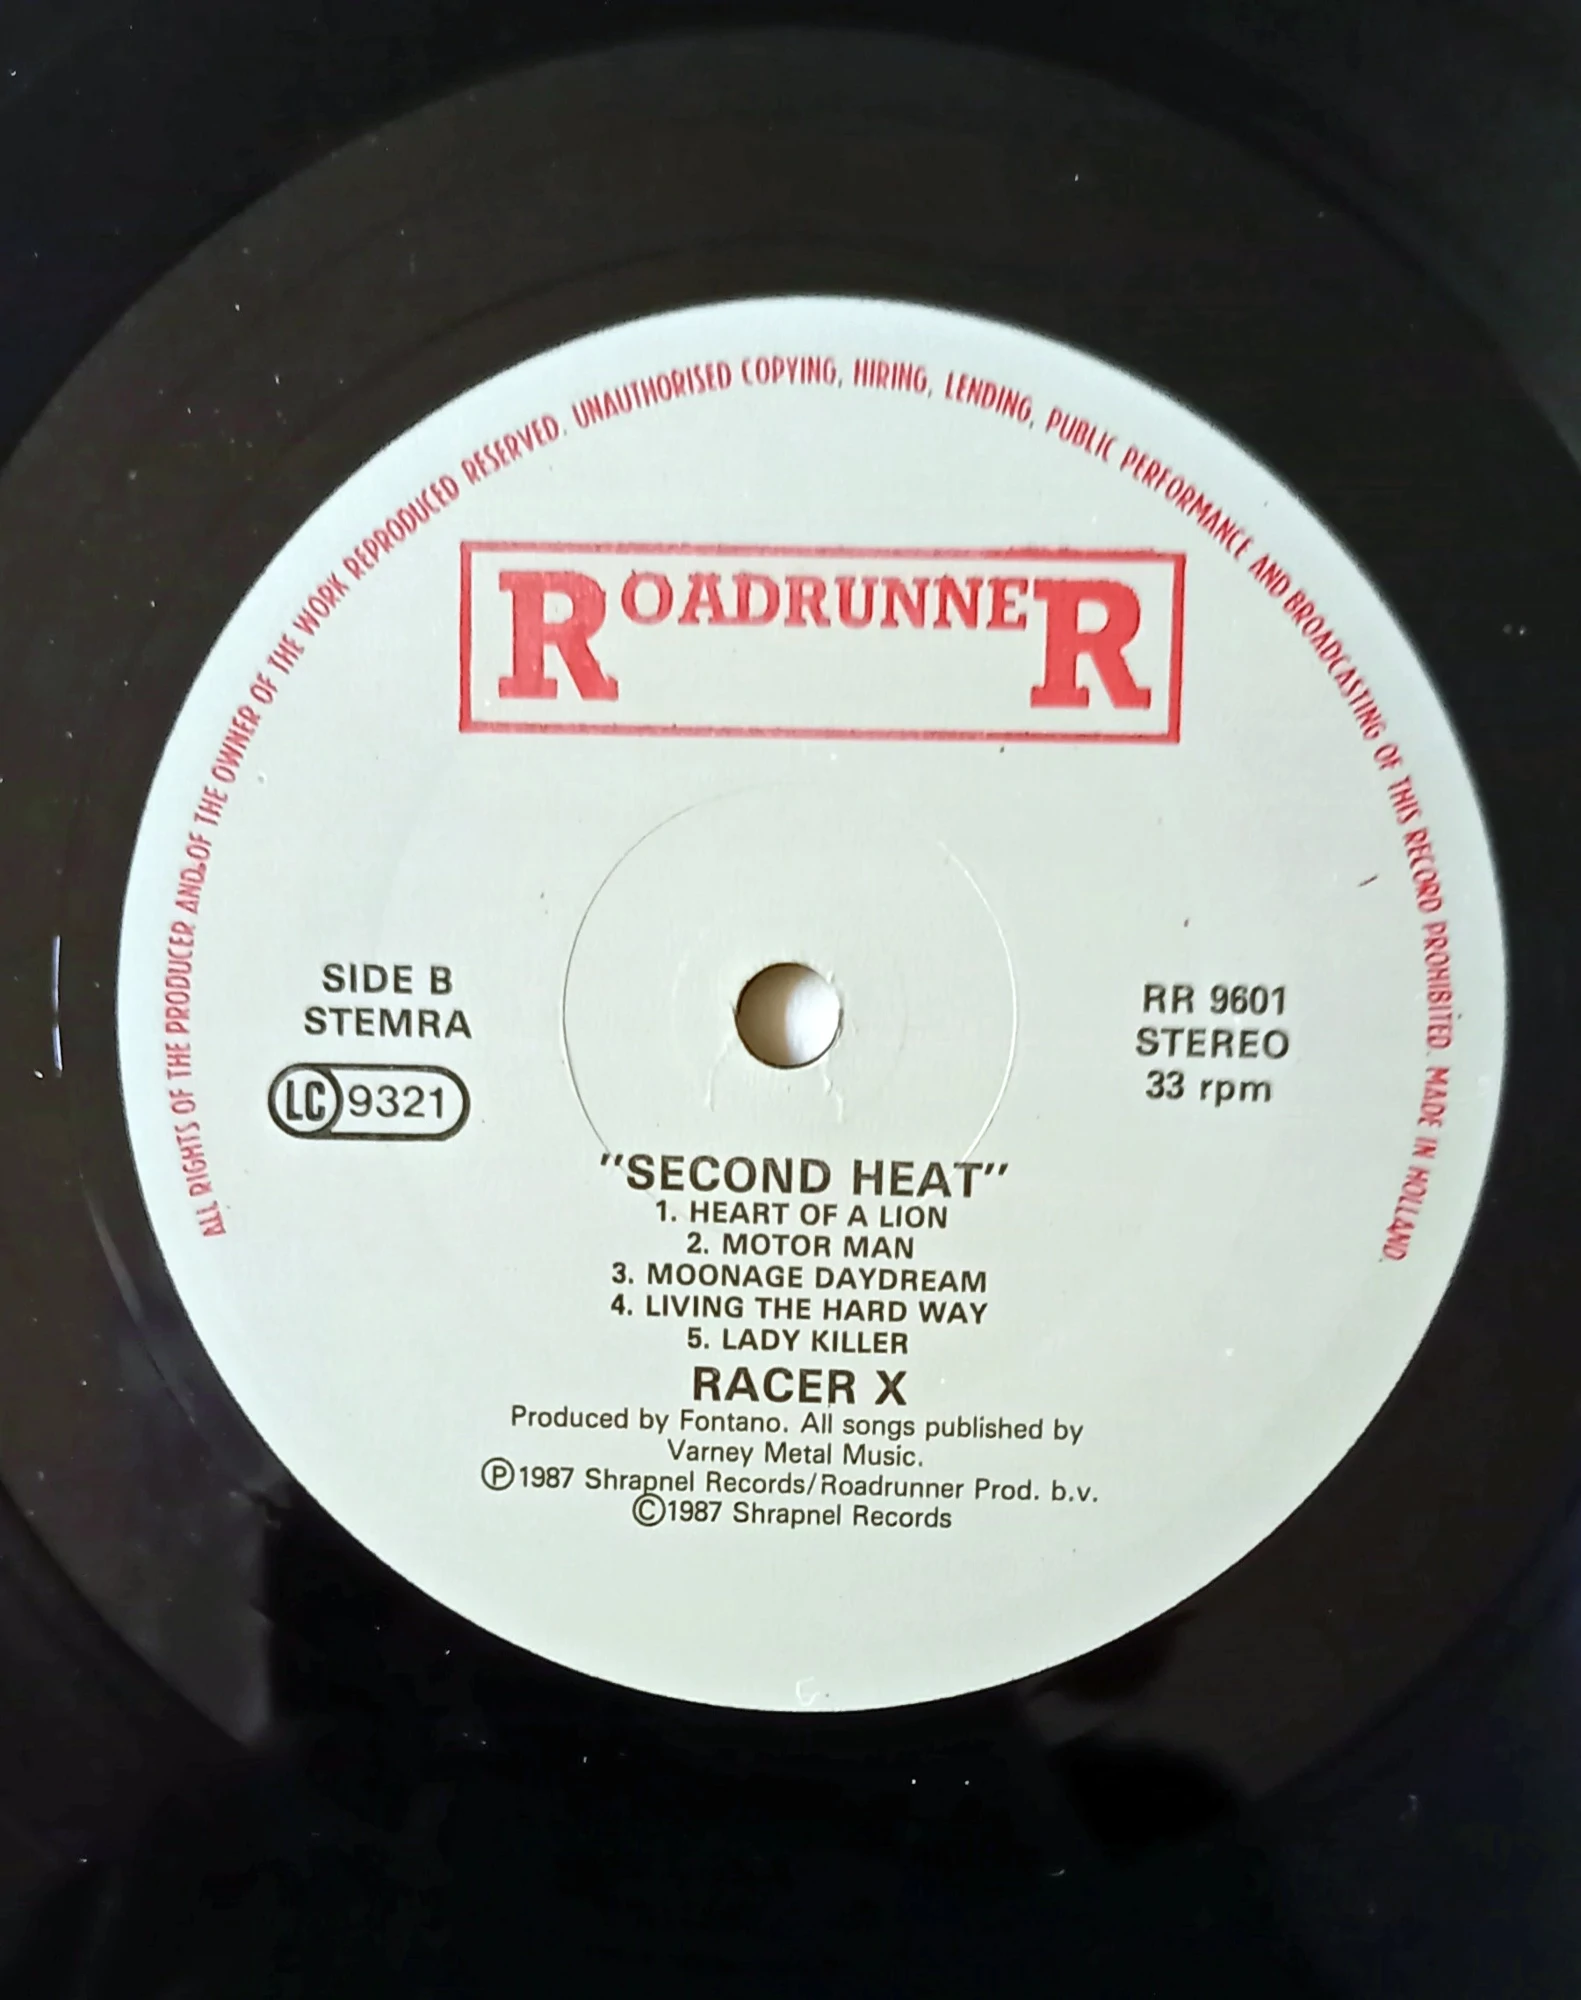 ALL RIGHTS OF THE PRODUCER AND OF THE OWNER OF THE WORK REPRODUCED RESERVED. UNAUTHORISED COPYING, HIRING, LENDING, PUBLIC PERFORMANCE AND BROADCASTING OF THIS RECORD PROHIBITED. MADE IN HOLLAND.
ROADRUNNER
SIDE B
STEMRA
LC 9321
RR 9601
STEREO
33 rpm
"SECOND HEAT"
1. HEART OF A LION
2. MOTOR MAN
3. MOONAGE DAYDREAM
4. LIVING THE HARD WAY
5. LADY KILLER
RACER X
Produced by Fontano. All songs published by
Varney Metal Music.
Ⓟ1987 Shrapnel Records/Roadrunner Prod. b.v.
©1987 Shrapnel Records